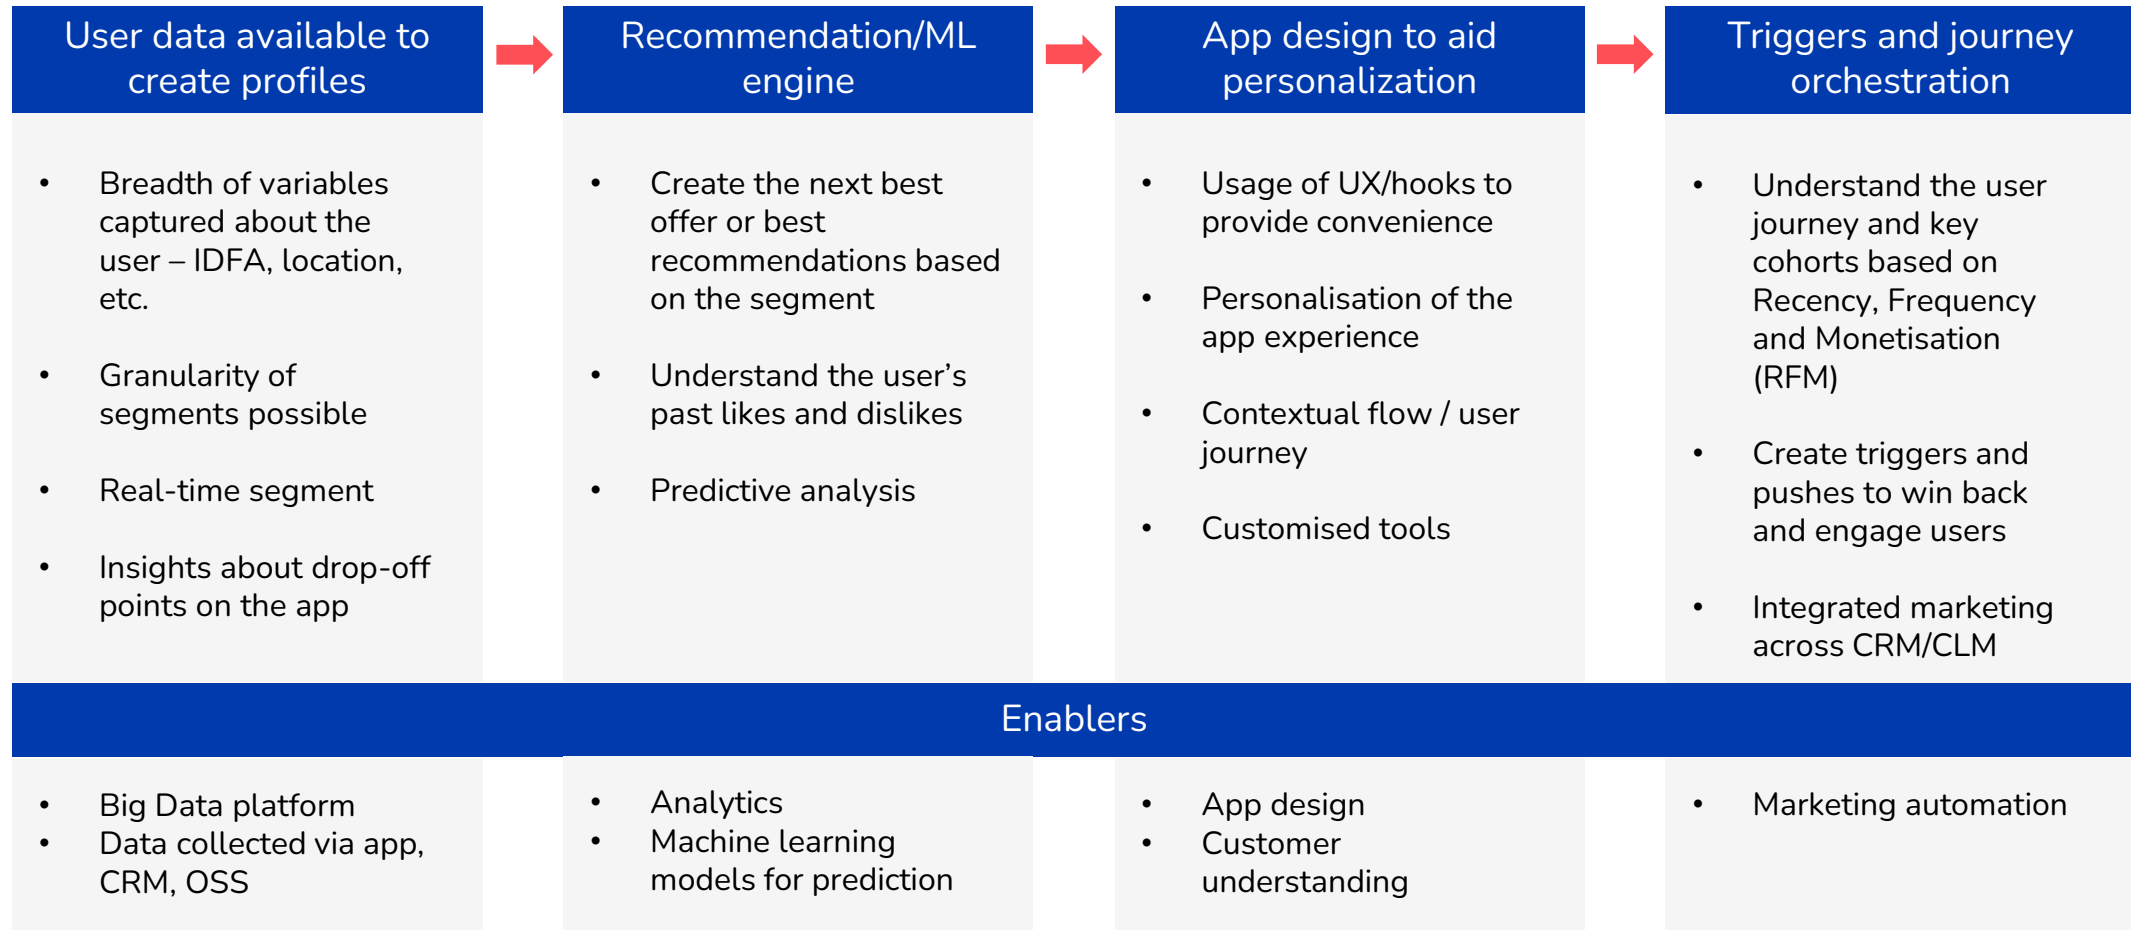 User data available to
create profiles
Recommendation/ML
engine
App design to aid
personalization
Triggers and journey
orchestration
• Breadth of variables
captured about the
user – IDFA, location,
etc.
• Granularity of
segments possible
• Real-time segment
• Insights about drop-off
points on the app
• Create the next best
offer or best
recommendations based
on the segment
• Understand the user’s
past likes and dislikes
• Predictive analysis
• Usage of UX/hooks to
provide convenience
• Personalisation of the
app experience
• Contextual flow / user
journey
• Customised tools
• Understand the user
journey and key
cohorts based on
Recency, Frequency
and Monetisation
(RFM)
• Create triggers and
pushes to win back
and engage users
• Integrated marketing
across CRM/CLM
Enablers
• Big Data platform
• Data collected via app,
CRM, OSS
• Analytics
• Machine learning
models for prediction
• App design
• Customer
understanding
• Marketing automation